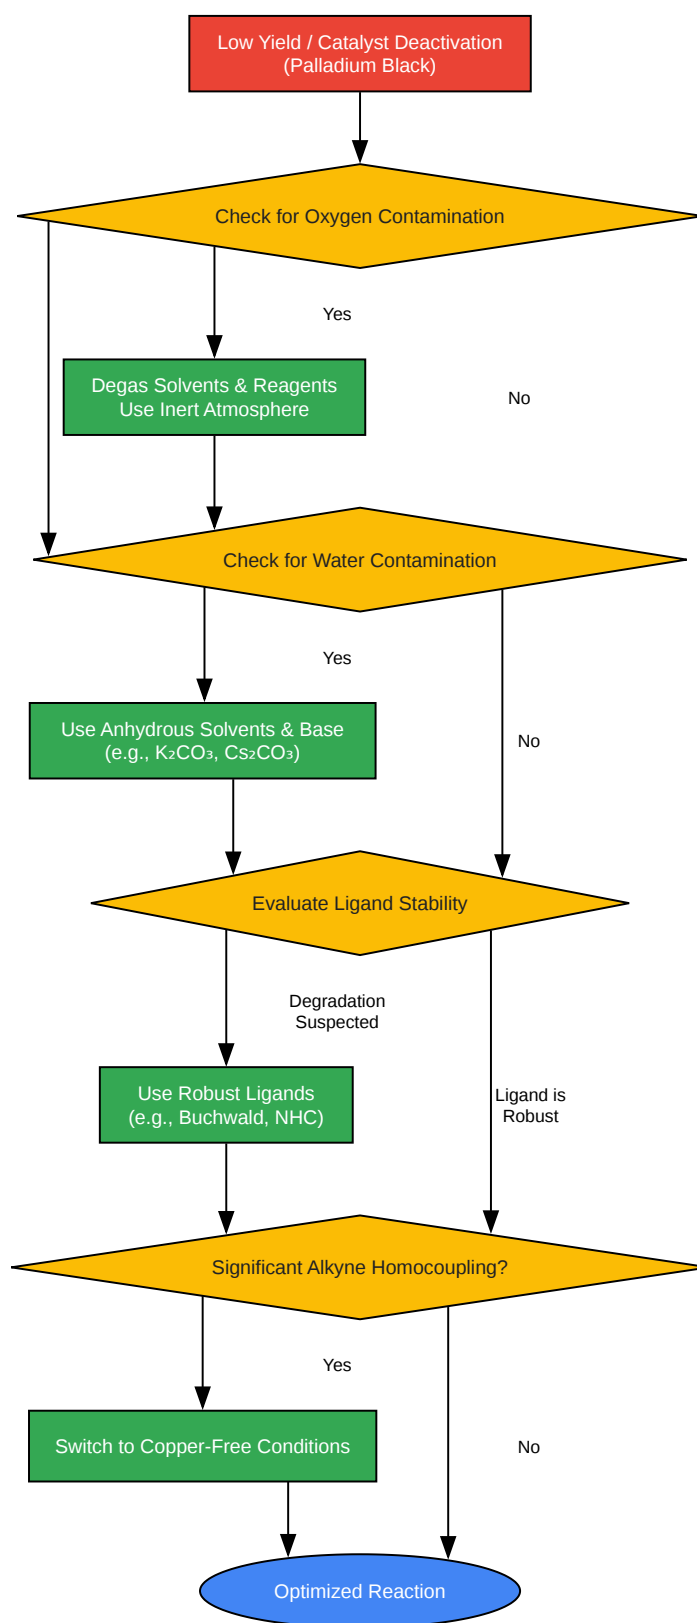 Low Yield / Catalyst Deactivation
(Palladium Black)
Check for Oxygen Contamination
Yes
Degas Solvents & Reagents
Use Inert Atmosphere
No
Check for Water Contamination
Yes
Use Anhydrous Solvents & Base
(e.g., K₂CO₃, Cs₂CO₃)
No
Evaluate Ligand Stability
Degradation
Suspected
Use Robust Ligands
(e.g., Buchwald, NHC)
Ligand is
Robust
Significant Alkyne Homocoupling?
Yes
Switch to Copper-Free Conditions
No
Optimized Reaction